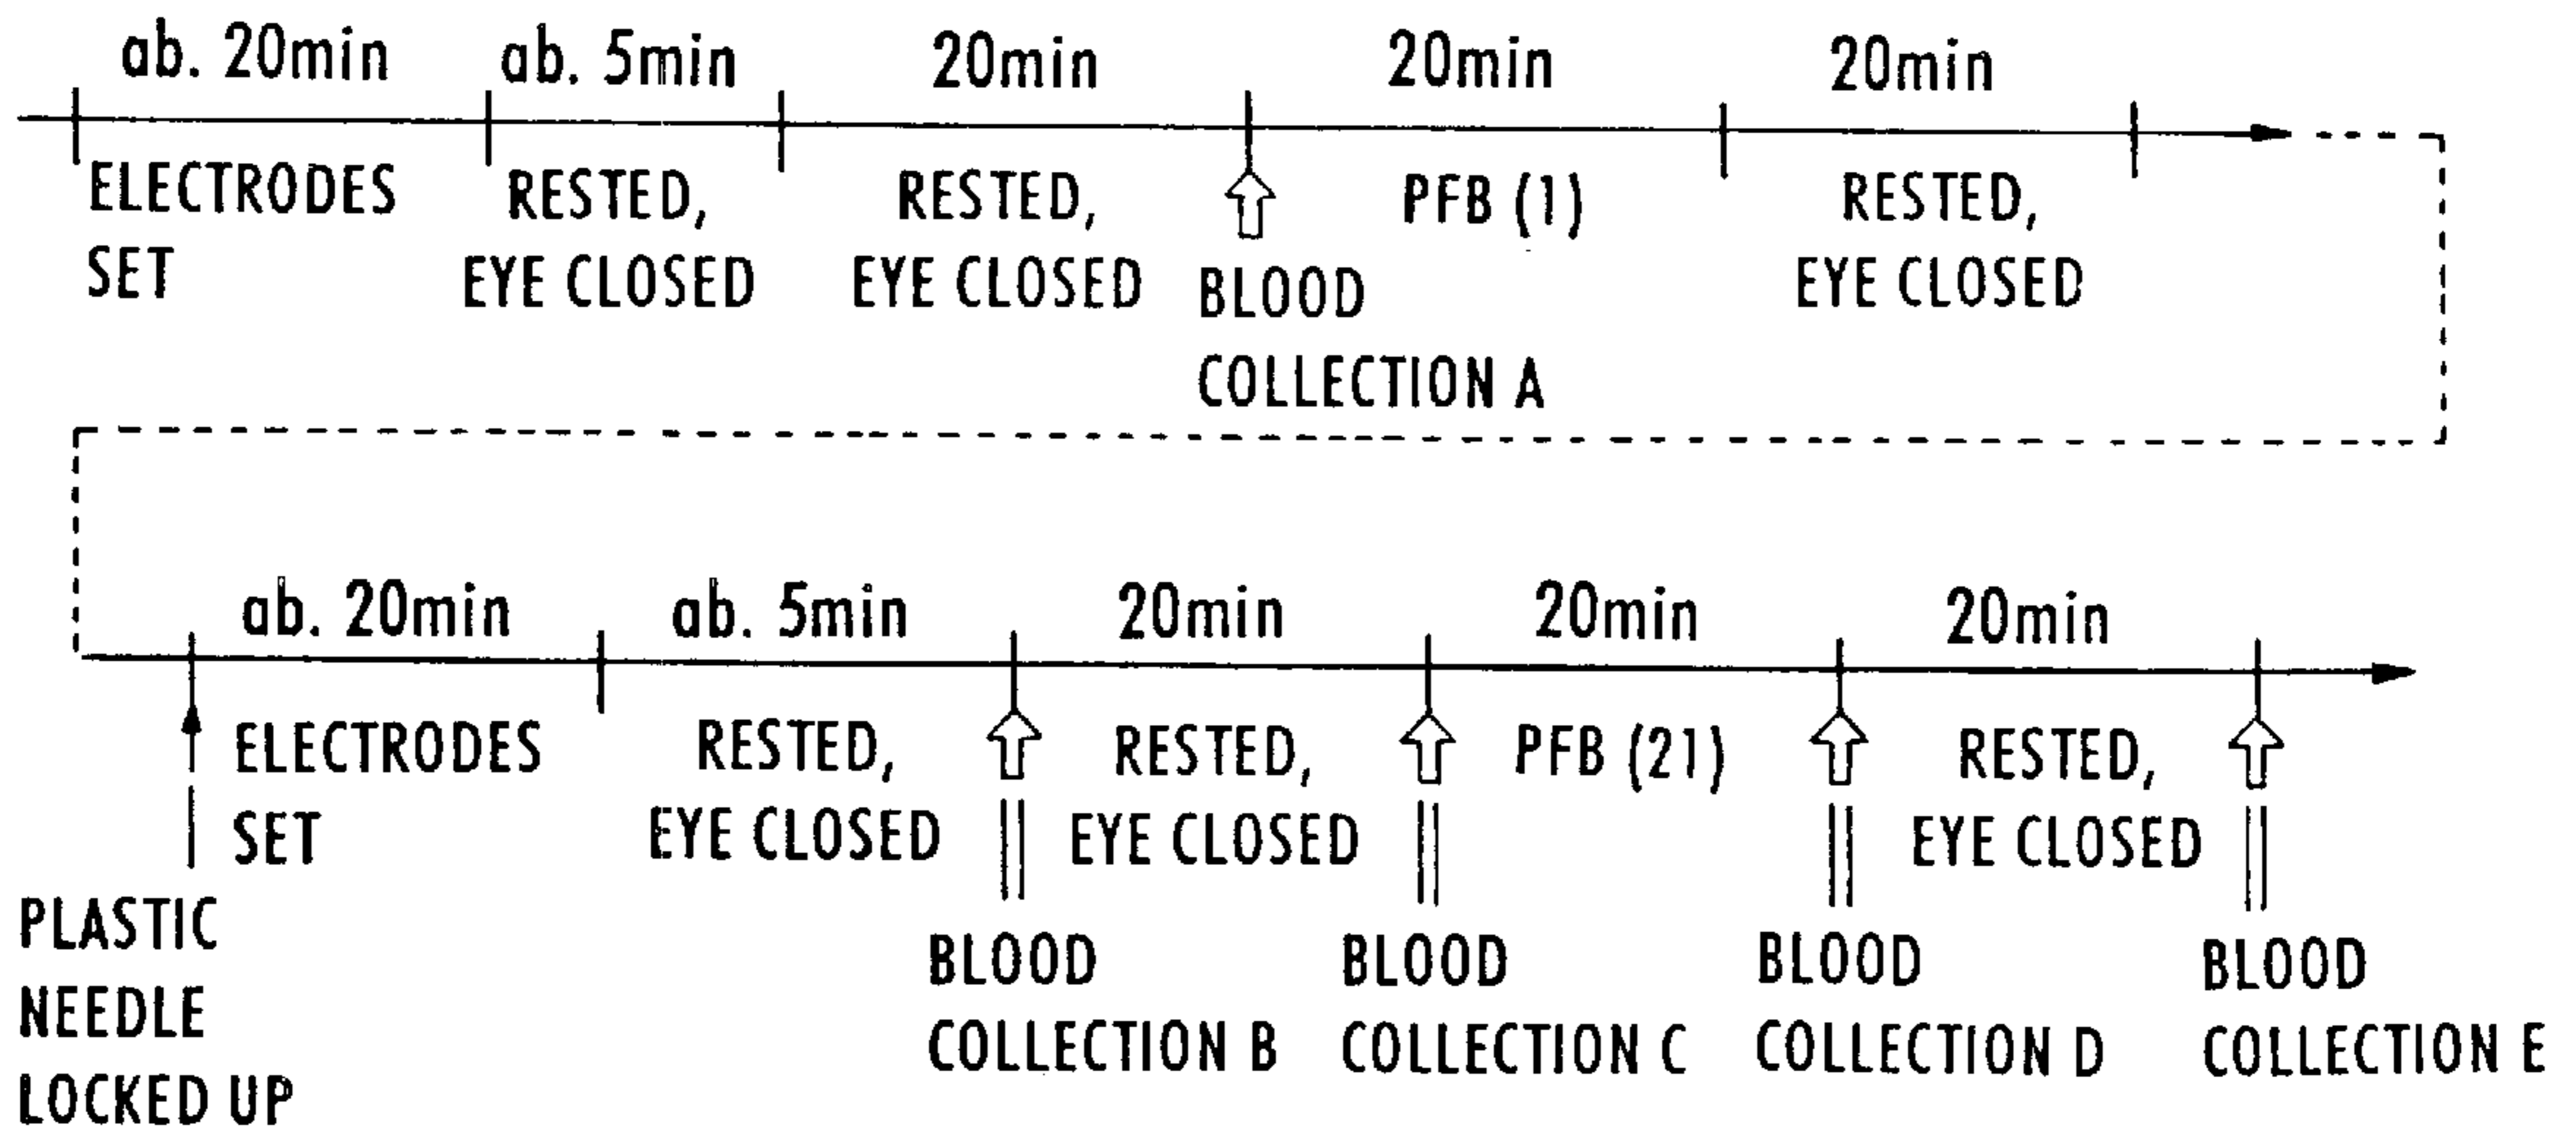 ab. 20min ab. 5min 20min 20min 20min
ELECTRODES RESTED, RESTED, PFB (1) RESTED,
SET EYE CLOSED EYE CLOSED BLOOD EYE CLOSED
COLLECTION A
ab. 20min ab. 5min 20min 20min 20min
ELECTRODES RESTED, RESTED, PFB (21) RESTED,
SET EYE CLOSED EYE CLOSED EYE CLOSED
PLASTIC BLOOD BLOOD BLOOD BLOOD
NEEDLE COLLECTION B COLLECTION C COLLECTION D COLLECTION E
LOCKED UP